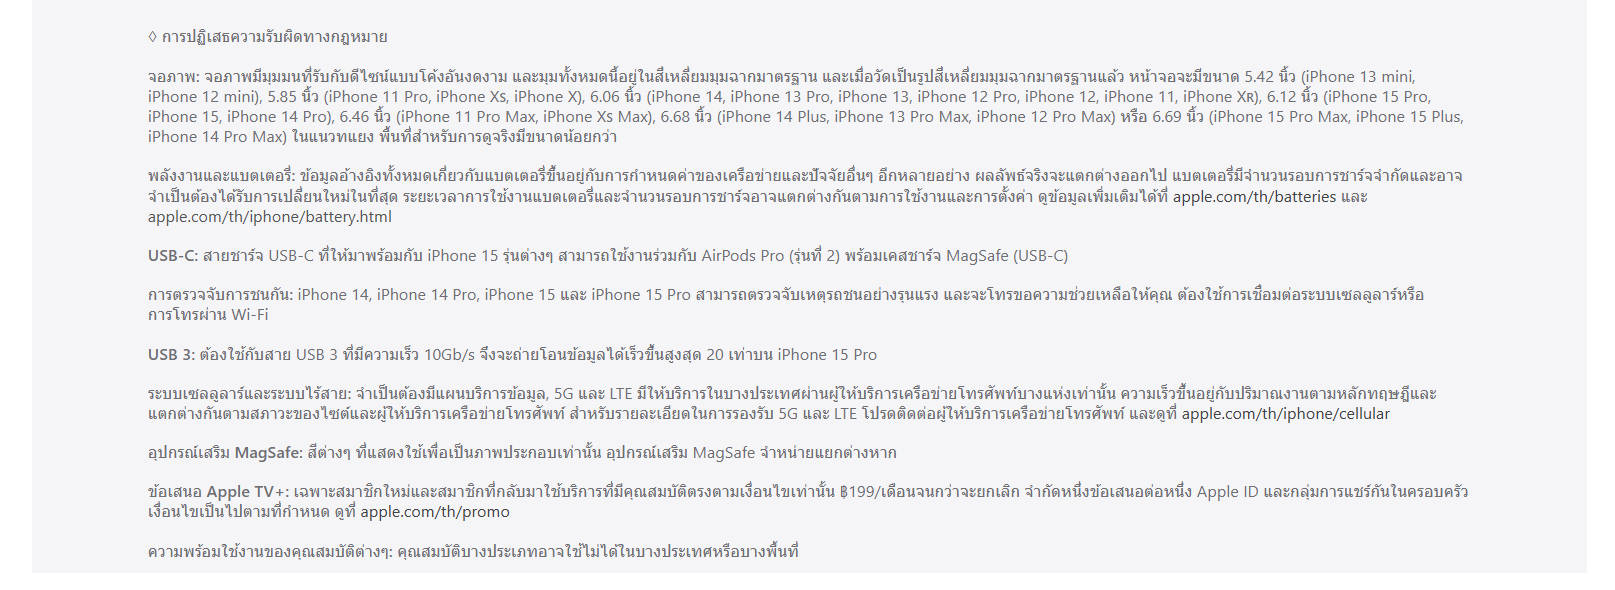 ◊ การปฏิเสธความรับผิดทางกฎหมาย
จอภาพ: จอภาพมีมุมมนที่รับกับดีไซน์แบบโค้งอันงดงาม และมุมทั้งหมดนี้อยู่ในสี่เหลี่ยมมุมฉากมาตรฐาน และเมื่อวัดเป็นรูปสี่เหลี่ยมมุมฉากมาตรฐานแล้ว หน้าจอจะมีขนาด 5.42 นิ้ว (iPhone 13 mini,
iPhone 12 mini), 5.85 นิ้ว (iPhone 11 Pro, iPhone Xs, iPhone X), 6.06 นิ้ว (iPhone 14, iPhone 13 Pro, iPhone 13, iPhone 12 Pro, iPhone 12, iPhone 11, iPhone Xʀ), 6.12 นิ้ว (iPhone 15 Pro,
iPhone 15, iPhone 14 Pro), 6.46 นิ้ว (iPhone 11 Pro Max, iPhone Xs Max), 6.68 นิ้ว (iPhone 14 Plus, iPhone 13 Pro Max, iPhone 12 Pro Max) หรือ 6.69 นิ้ว (iPhone 15 Pro Max, iPhone 15 Plus,
iPhone 14 Pro Max) ในแนวทแยง พื้นที่สำหรับการดูจริงมีขนาดน้อยกว่า
พลังงานและแบตเตอรี่: ข้อมูลอ้างอิงทั้งหมดเกี่ยวกับแบตเตอรี่ขึ้นอยู่กับการกำหนดค่าของเครือข่ายและปัจจัยอื่นๆ อีกหลายอย่าง ผลลัพธ์จริงจะแตกต่างออกไป แบตเตอรี่มีจำนวนรอบการชาร์จจำกัดและอาจ
จำเป็นต้องได้รับการเปลี่ยนใหม่ในที่สุด ระยะเวลาการใช้งานแบตเตอรี่และจำนวนรอบการชาร์จอาจแตกต่างกันตามการใช้งานและการตั้งค่า ดูข้อมูลเพิ่มเติมได้ที่ apple.com/th/batteries และ
apple.com/th/iphone/battery.html
USB-C: สายชาร์จ USB-C ที่ให้มาพร้อมกับ iPhone 15 รุ่นต่างๆ สามารถใช้งานร่วมกับ AirPods Pro (รุ่นที่ 2) พร้อมเคสชาร์จ MagSafe (USB-C)
การตรวจจับการชนกัน: iPhone 14, iPhone 14 Pro, iPhone 15 และ iPhone 15 Pro สามารถตรวจจับเหตุรถชนอย่างรุนแรง และจะโทรขอความช่วยเหลือให้คุณ ต้องใช้การเชื่อมต่อระบบเซลลูลาร์หรือ
การโทรผ่าน Wi-Fi
USB 3: ต้องใช้กับสาย USB 3 ที่มีความเร็ว 10Gb/s จึงจะถ่ายโอนข้อมูลได้เร็วขึ้นสูงสุด 20 เท่าบน iPhone 15 Pro
ระบบเซลลูลาร์และระบบไร้สาย: จำเป็นต้องมีแผนบริการข้อมูล, 5G และ LTE มีให้บริการในบางประเทศผ่านผู้ให้บริการเครือข่ายโทรศัพท์บางแห่งเท่านั้น ความเร็วขึ้นอยู่กับปริมาณงานตามหลักทฤษฎีและ
แตกต่างกันตามสภาวะของไซต์และผู้ให้บริการเครือข่ายโทรศัพท์ สำหรับรายละเอียดในการรองรับ 5G และ LTE โปรดติดต่อผู้ให้บริการเครือข่ายโทรศัพท์ และดูที่ apple.com/th/iphone/cellular
อุปกรณ์เสริม MagSafe: สีต่างๆ ที่แสดงใช้เพื่อเป็นภาพประกอบเท่านั้น อุปกรณ์เสริม MagSafe จำหน่ายแยกต่างหาก
ข้อเสนอ Apple TV+: เฉพาะสมาชิกใหม่และสมาชิกที่กลับมาใช้บริการที่มีคุณสมบัติตรงตามเงื่อนไขเท่านั้น ฿199/เดือนจนกว่าจะยกเลิก จำกัดหนึ่งข้อเสนอต่อหนึ่ง Apple ID และกลุ่มการแชร์กันในครอบครัว
เงื่อนไขเป็นไปตามที่กำหนด ดูที่ apple.com/th/promo
ความพร้อมใช้งานของคุณสมบัติต่างๆ: คุณสมบัติบางประเภทอาจใช้ไม่ได้ในบางประเทศหรือบางพื้นที่